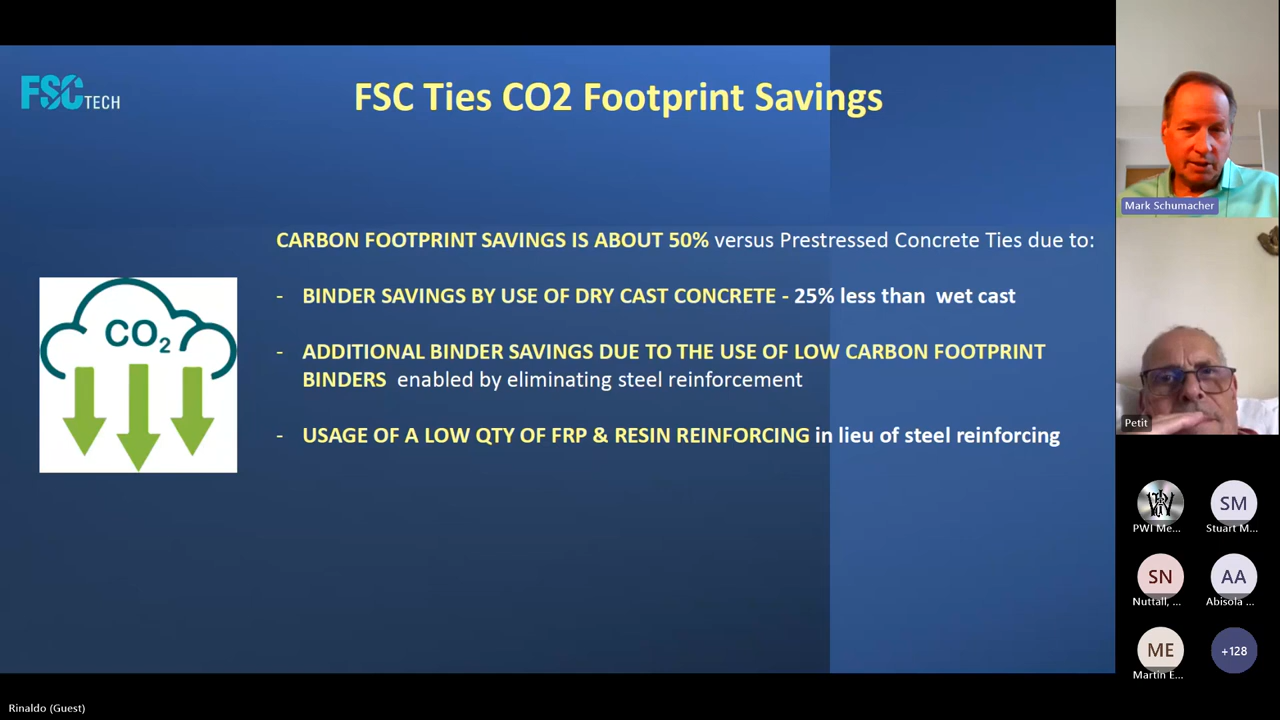 FSC TECH
FSC Ties CO2 Footprint Savings
CARBON FOOTPRINT SAVINGS IS ABOUT 50% versus Prestressed Concrete Ties due to:
- BINDER SAVINGS BY USE OF DRY CAST CONCRETE - 25% less than wet cast
- ADDITIONAL BINDER SAVINGS DUE TO THE USE OF LOW CARBON FOOTPRINT
BINDERS enabled by eliminating steel reinforcement
- USAGE OF A LOW QTY OF FRP & RESIN REINFORCING in lieu of steel reinforcing
CO2
Mark Schumacher
Petit
PWI Me...
SM
Stuart M...
SN
Nuttall, ...
AA
Abisola ...
ME
Martin E...
+128
Rinaldo (Guest)